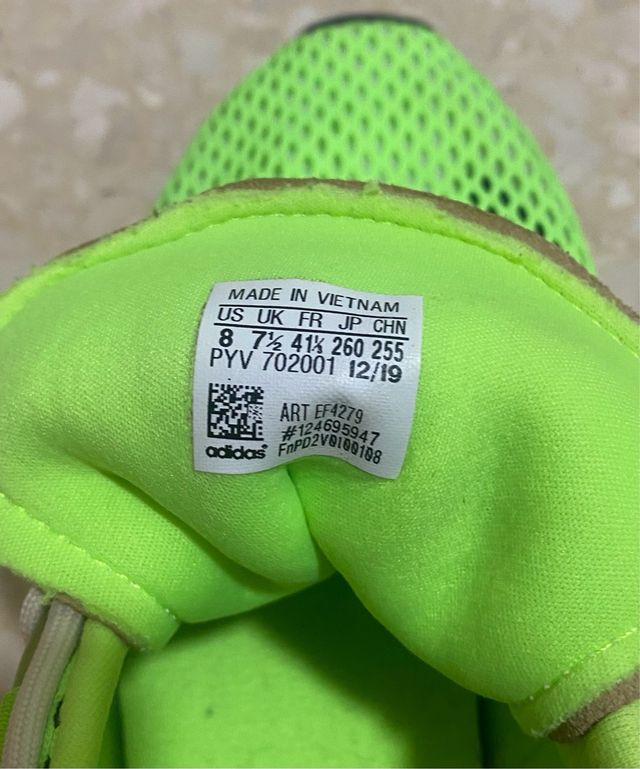 MADE IN VIETNAM
US UK FR JP CHN
8 7½ 41⅓ 260 255
PYV 702001 12/19
ART EF4279
#124695947
FnPD2V0I00108
adidas